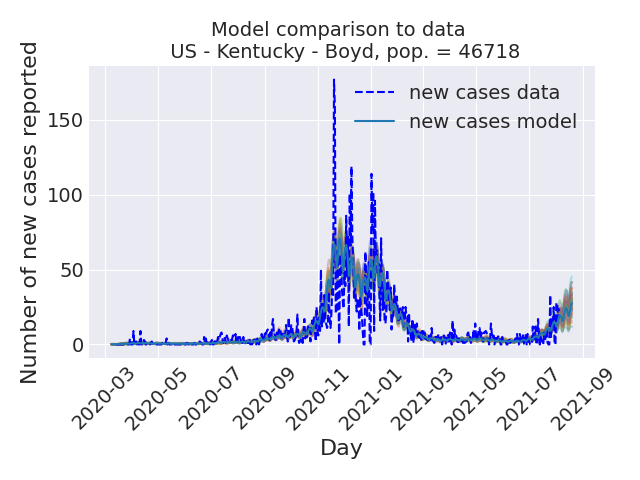 Model comparison to data
US - Kentucky - Boyd, pop. = 46718
Number of new cases reported
150
100
50
0
new cases data
new cases model
2020-03
2020-05
2020-07
2020-09
2020-11
2021-01
2021-03
2021-05
2021-07
2021-09
Day